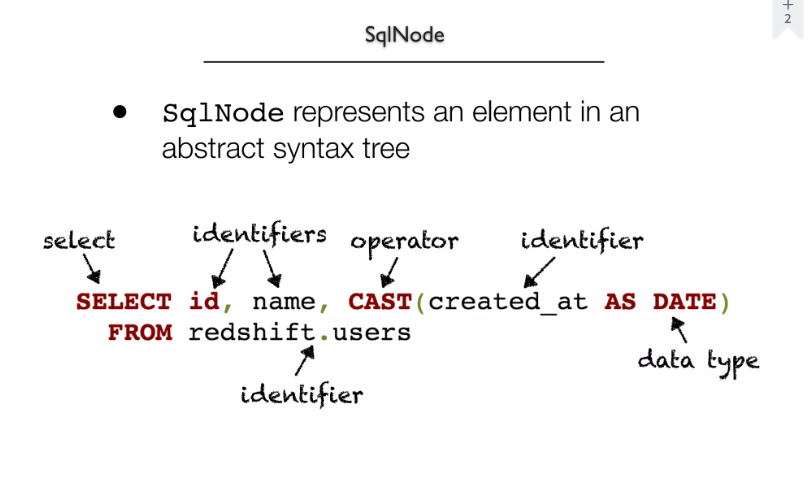 +
2
SqlNode
● SqlNode represents an element in an
abstract syntax tree
select identifiers operator identifier
SELECT id, name, CAST(created_at AS DATE)
FROM redshift.users
identifier data type